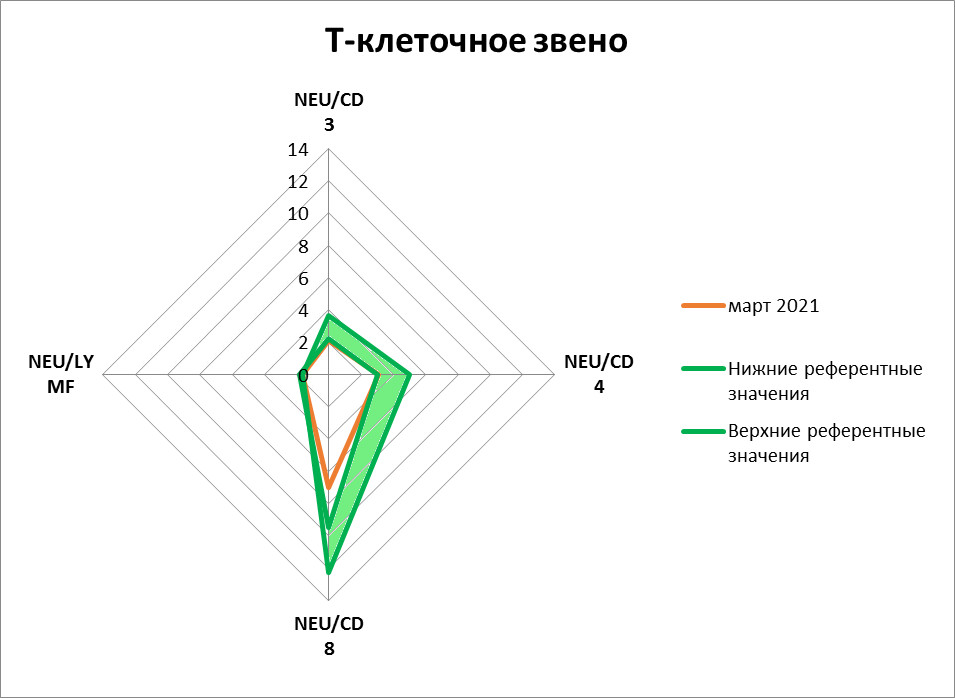 Т-клеточное звено
NEU/CD
3
14
12
10
8
6
4
2
0
NEU/LY
MF
NEU/CD
4
NEU/CD
8
март 2021
Нижние референтные
значения
Верхние референтные
значения